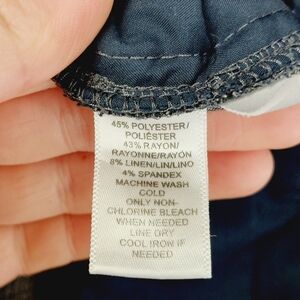 45% POLYESTER/
POLIÉSTER
43% RAYON/
RAYONNE/RAYÓN
8% LINEN/LIN/LINO
4% SPANDEX
MACHINE WASH
COLD
ONLY NON-
CHLORINE BLEACH
WHEN NEEDED
LINE DRY
COOL IRON IF
NEEDED